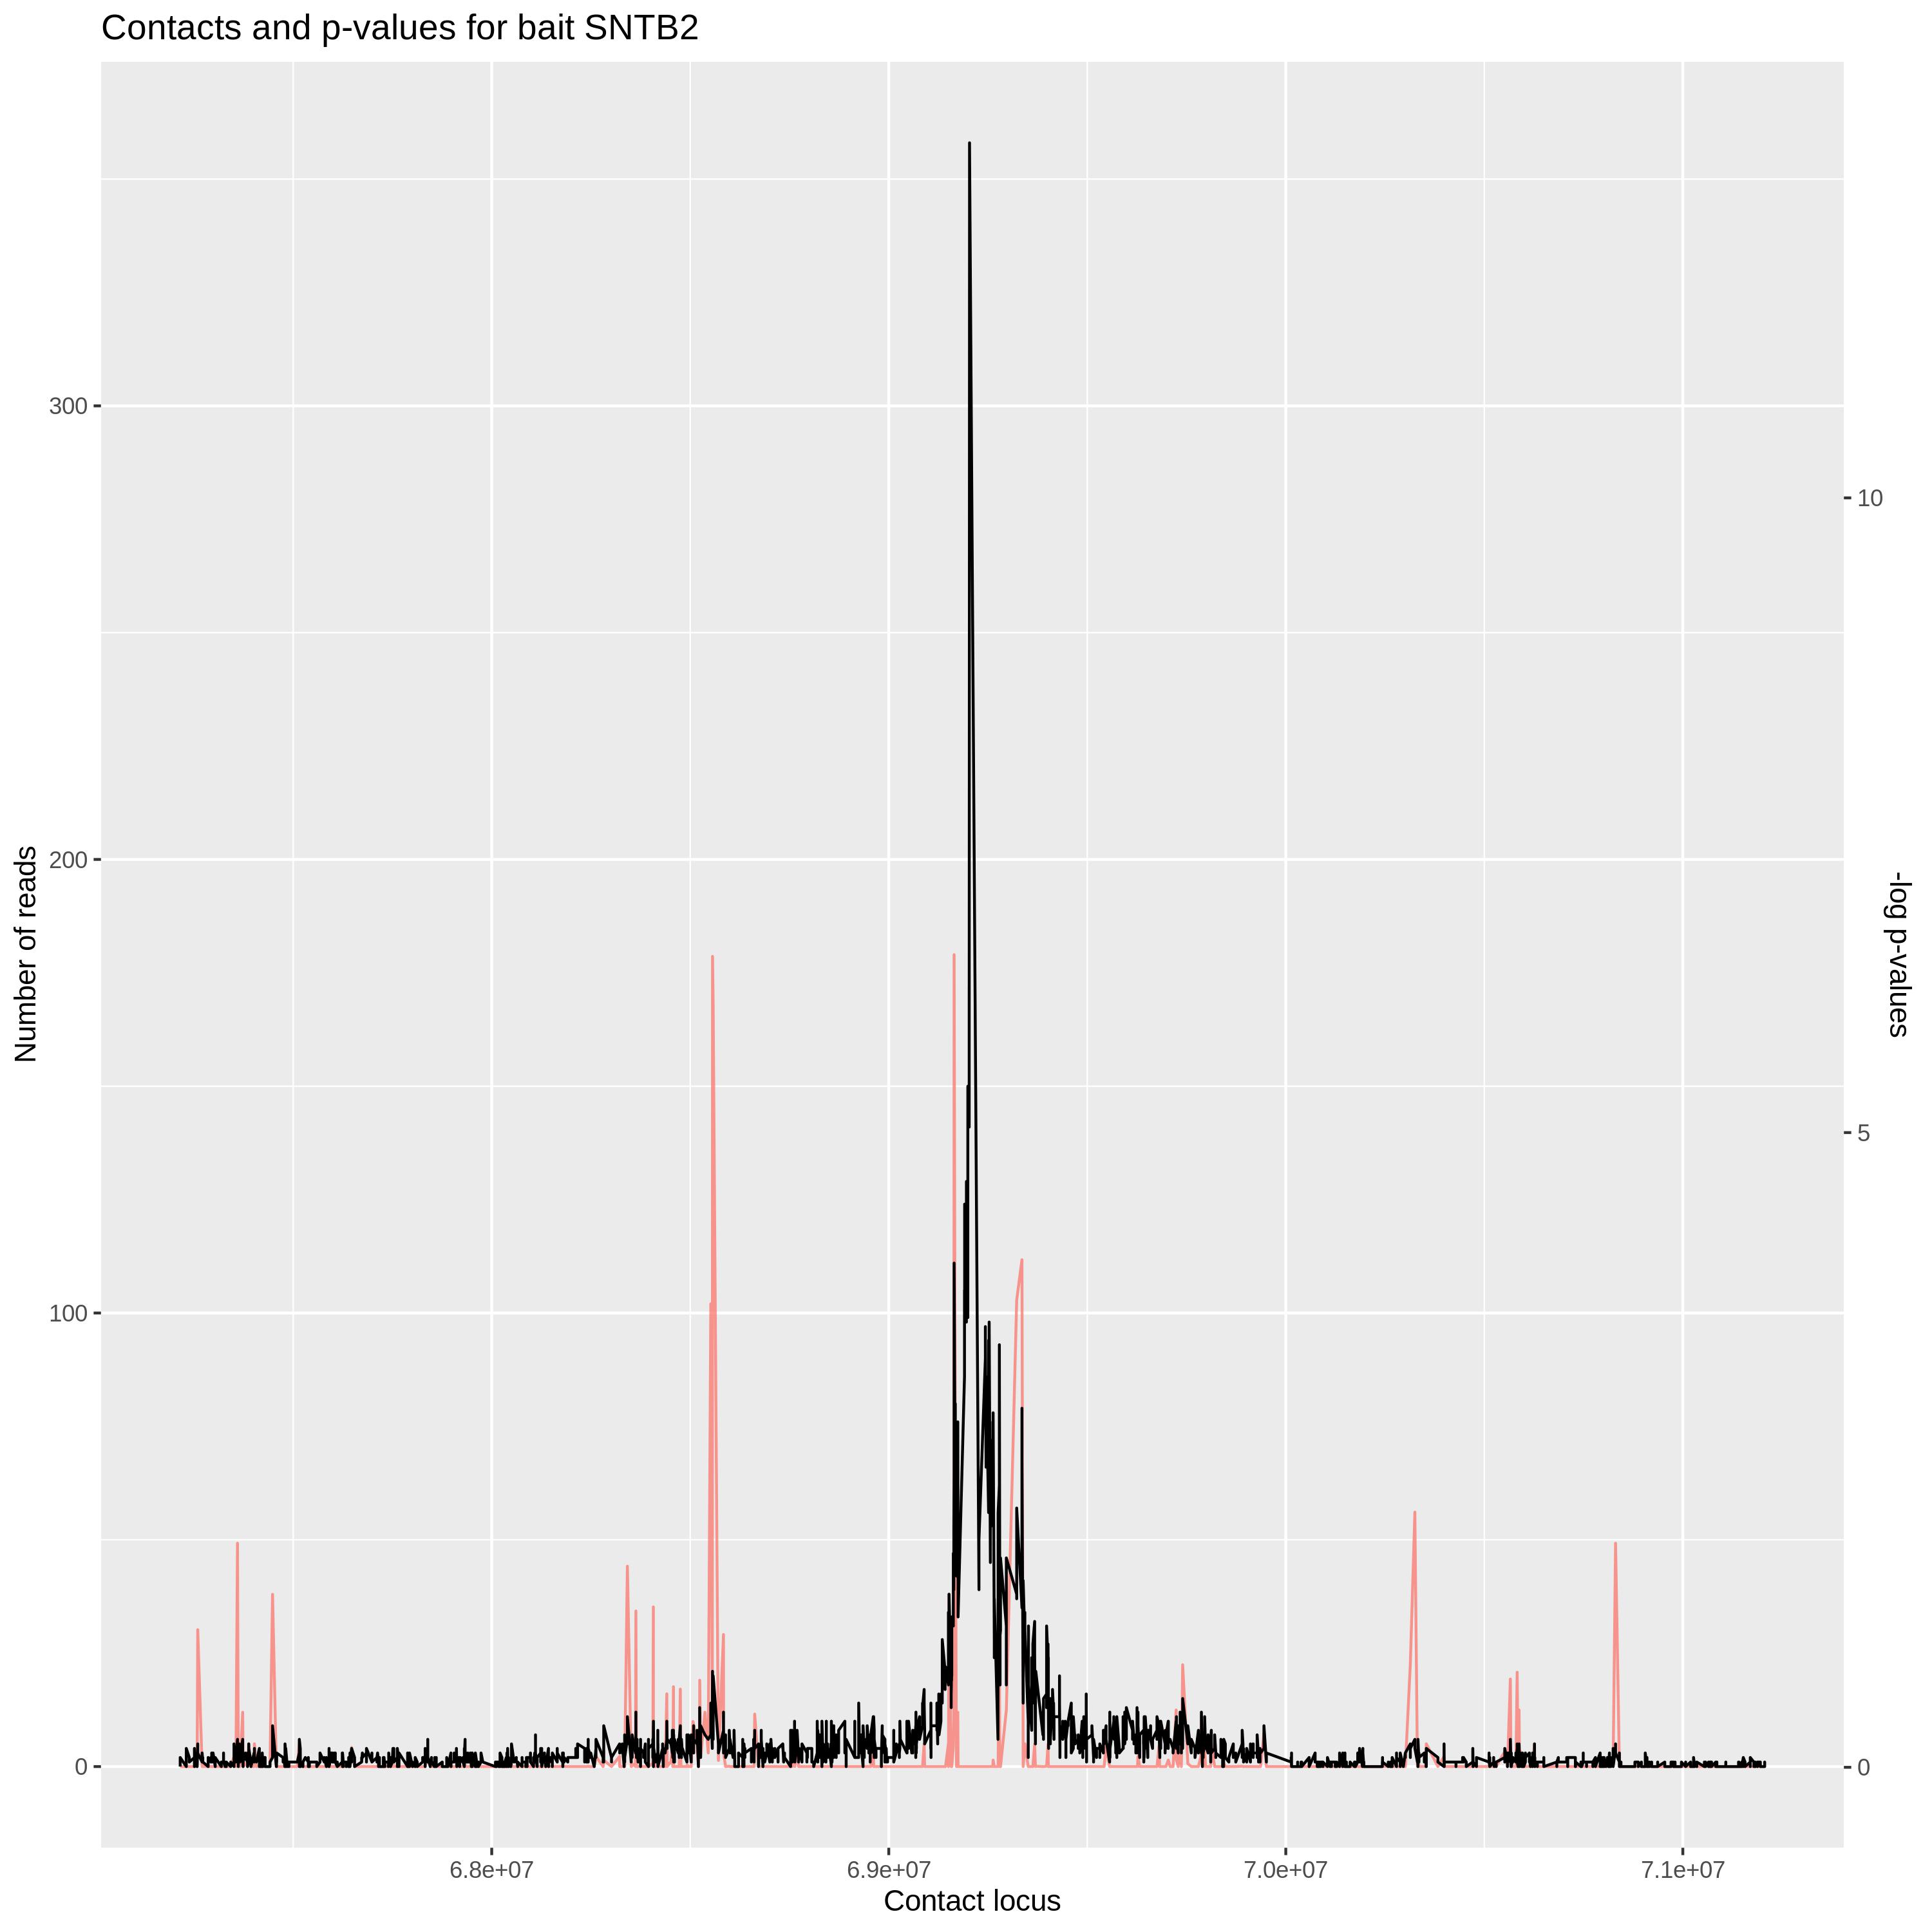 Contacts and p-values for bait SNTB2
Number of reads
300
200
100
0
10
5
0
-log p-values
6.8e+07 6.9e+07 7.0e+07 7.1e+07
Contact locus